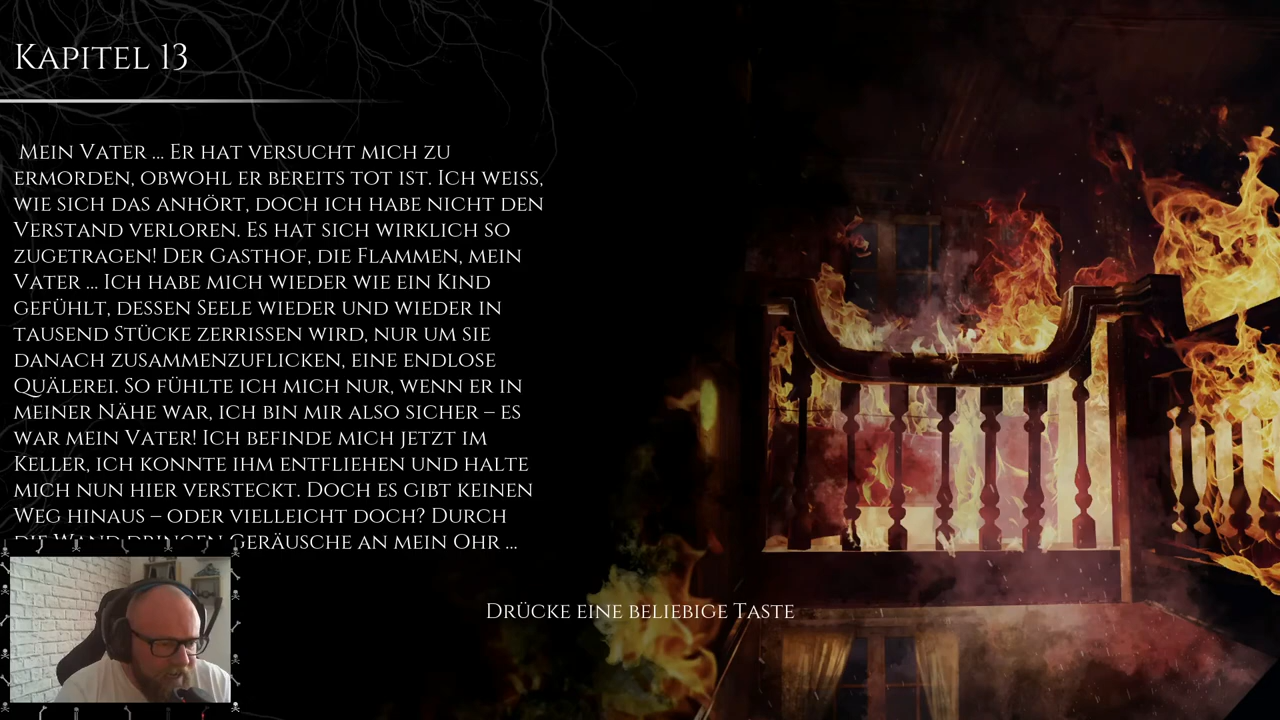 Kapitel 13
Mein Vater ... Er hat versucht mich zu
ermorden, obwohl er bereits tot ist. Ich weiss,
wie sich das anhört, doch ich habe nicht den
Verstand verloren. Es hat sich wirklich so
zugetragen! Der Gasthof, die Flammen, mein
Vater ... Ich habe mich wieder wie ein Kind
gefühlt, dessen Seele wieder und wieder in
tausend Stücke zerrissen wird, nur um sie
danach zusammenzuflicken, eine endlose
Quälerei. So fühlte ich mich nur, wenn er in
meiner Nähe war, ich bin mir also sicher – es
war mein Vater! Ich befinde mich jetzt im
Keller, ich konnte ihm entfliehen und halte
mich nun hier versteckt. Doch es gibt keinen
Weg hinaus – oder vielleicht doch? Durch
die Wand dringen Geräusche an mein Ohr ...
Drücke eine beliebige Taste